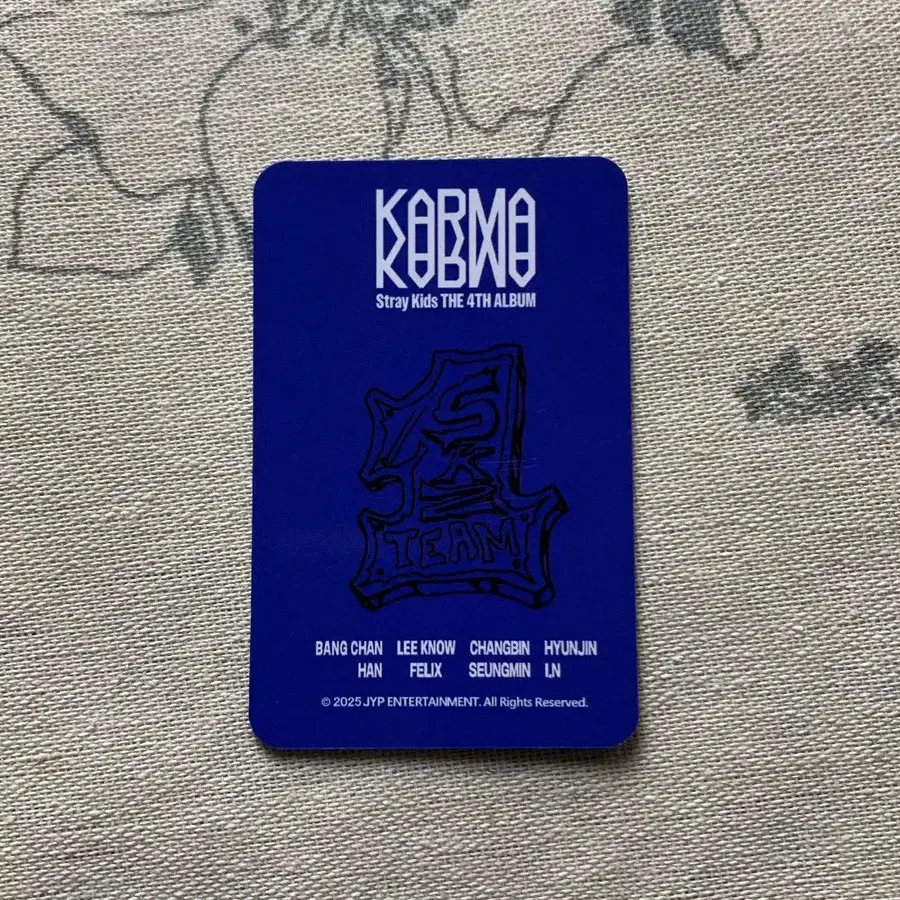 KARMA
Stray Kids THE 4TH ALBUM
SK
TEAM
BANG CHAN LEE KNOW CHANGBIN HYUNJIN
HAN FELIX SEUNGMIN I.N
© 2025 JYP ENTERTAINMENT. All Rights Reserved.